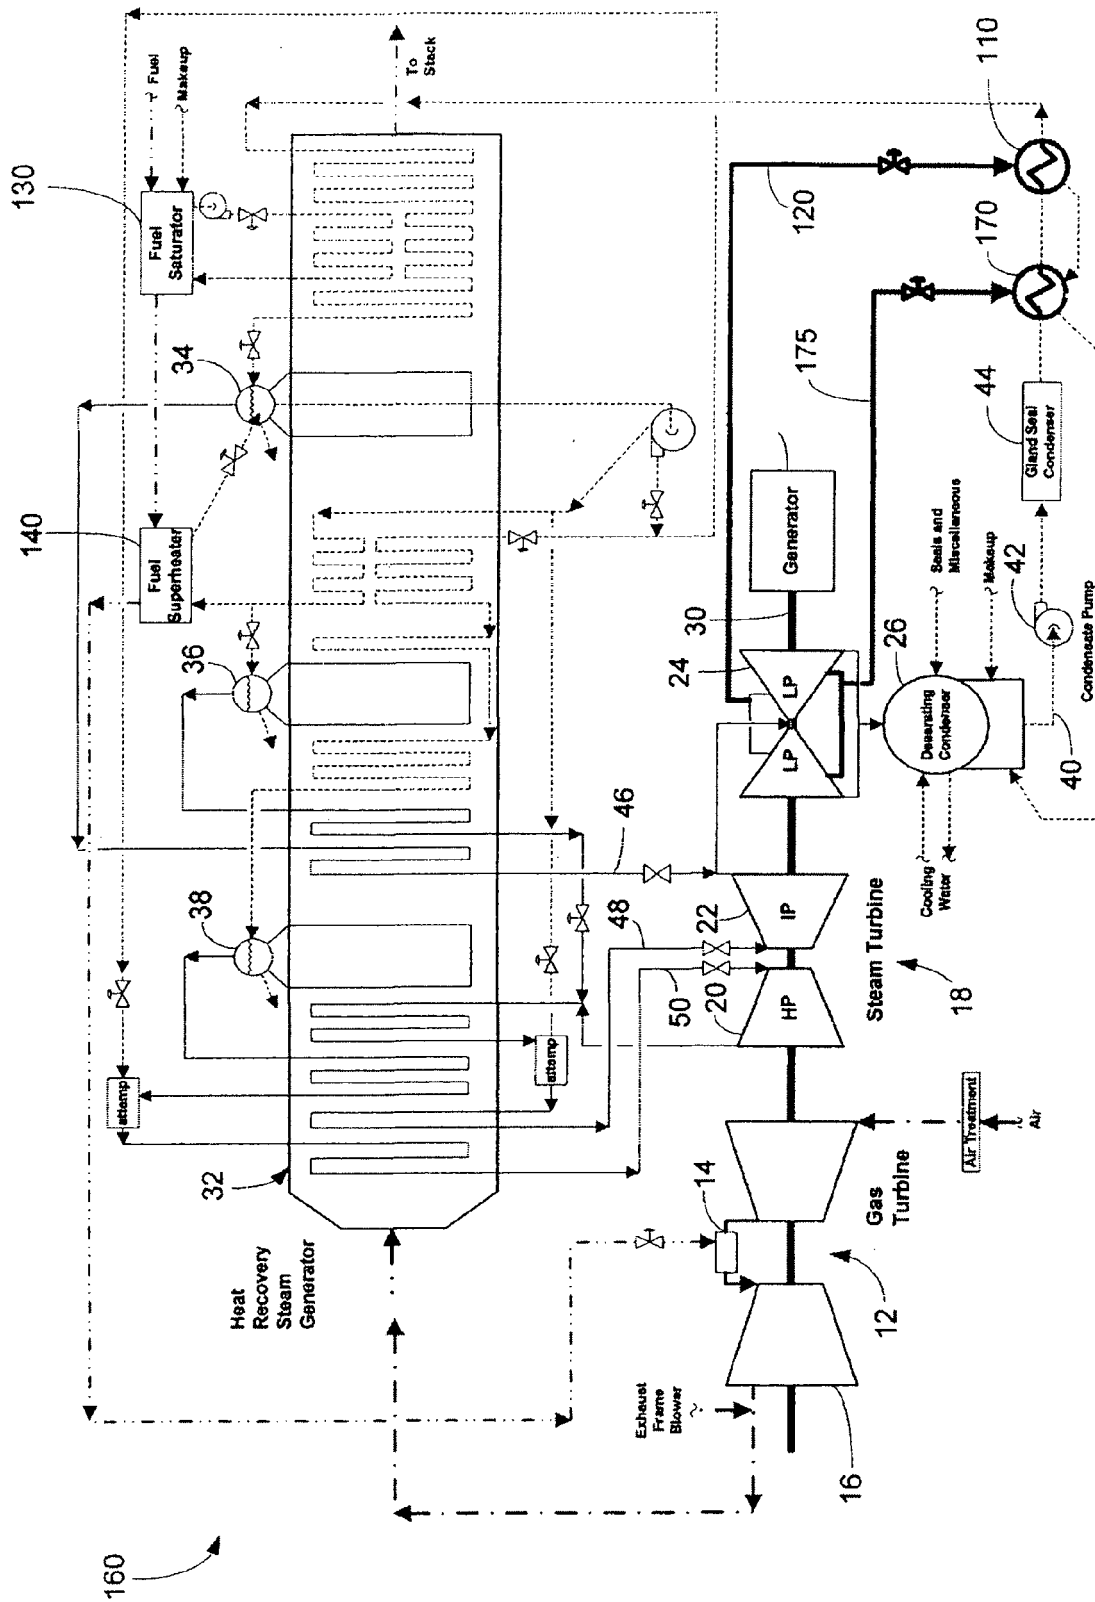 160
130
Fuel
Makeup
Fuel
Saturator
To
Stack
110
34
140
Fuel
Superheater
36
38
attemp
attemp
32
Heat
Recovery
Steam
Generator
120
170
175
44
Gland Seal
Condenser
Generator
30
24
LP
LP
26
Deaerating
Condenser
Seals and
Miscellaneous
Makeup
42
Condensate Pump
40
Cooling
Water
46
48
22
IP
50
20
HP
Steam Turbine
18
Air Treatment
Air
Gas
Turbine
14
12
Exhaust
Frame
Blower
16